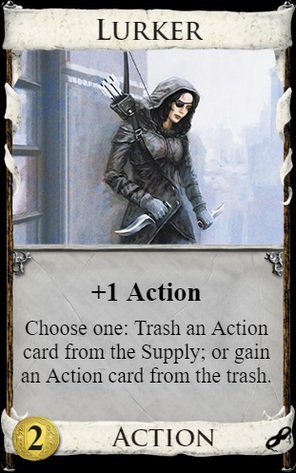 LURKER
+1 Action
Choose one: Trash an Action
card from the Supply; or gain
an Action card from the trash.
2
ACTION